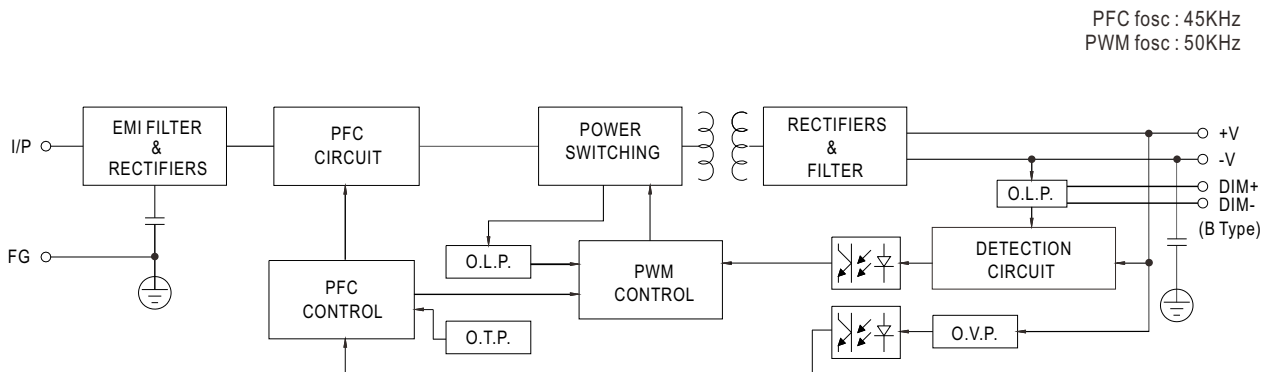 PFC fosc : 45KHz
PWM fosc : 50KHz
I/P
EMI FILTER
&
RECTIFIERS
PFC
CIRCUIT
POWER
SWITCHING
RECTIFIERS
&
FILTER
+V
-V
O.L.P.
DIM+
DIM-
(B Type)
FG
PFC
CONTROL
O.L.P.
O.T.P.
PWM
CONTROL
DETECTION
CIRCUIT
O.V.P.